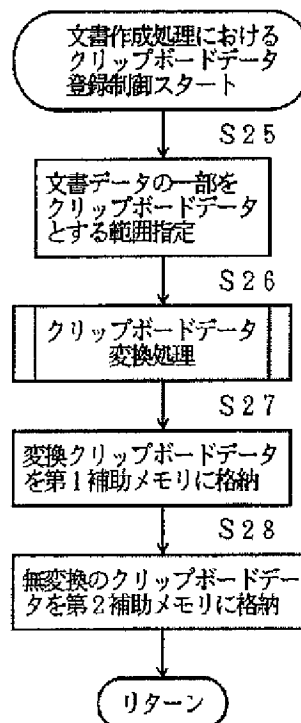 文書作成処理における
クリップボードデータ
登録制御スタート
S25
文書データの一部を
クリップボードデータ
とする範囲指定
S26
クリップボードデータ
変換処理
S27
変換クリップボードデータ
を第1補助メモリに格納
S28
無変換のクリップボードデー
タを第2補助メモリに格納
リターン